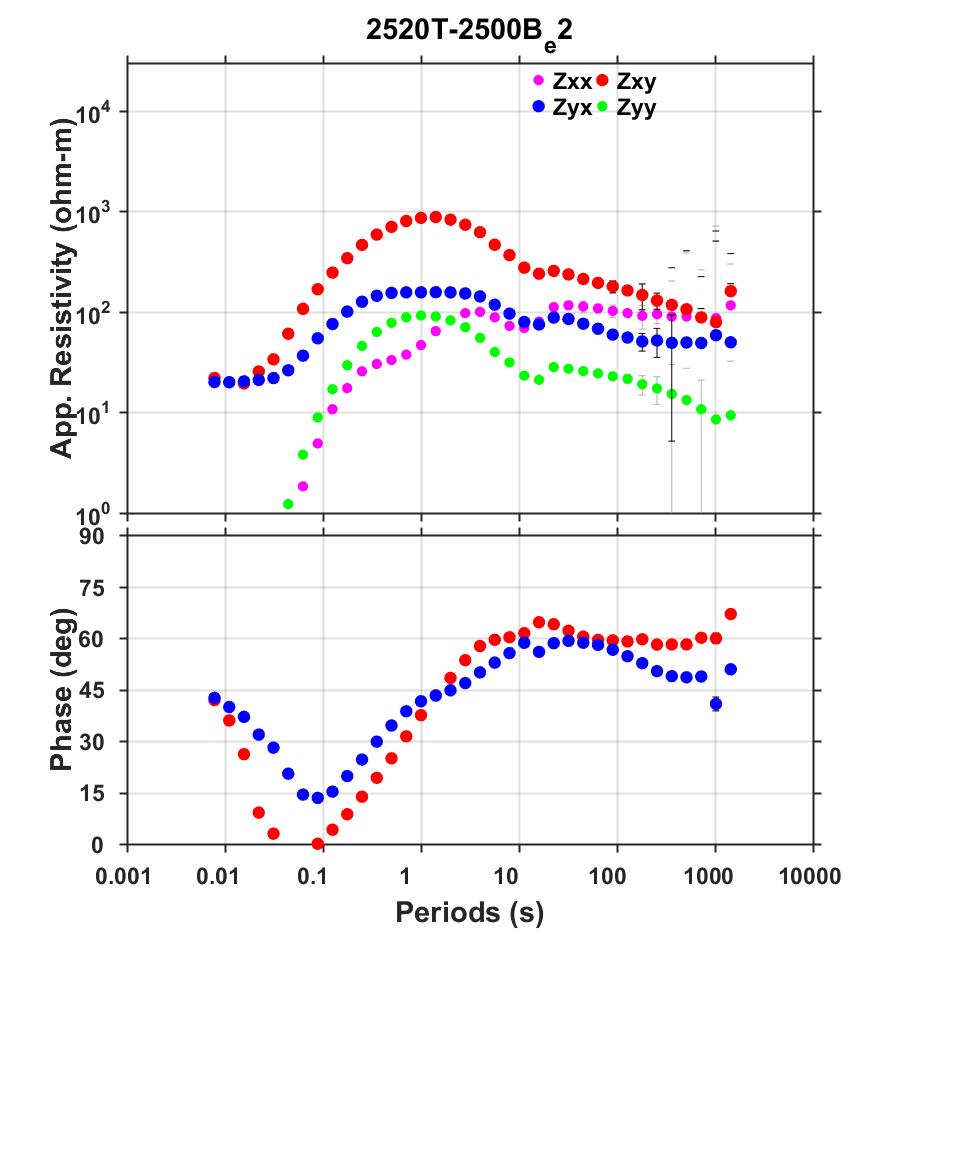 2520T-2500Be2
Zxx Zxy
Zyx Zyy
App. Resistivity (ohm-m)
10^4
10^3
10^2
10^1
10^0
Phase (deg)
90
75
60
45
30
15
0
0.001 0.01 0.1 1 10 100 1000 10000
Periods (s)